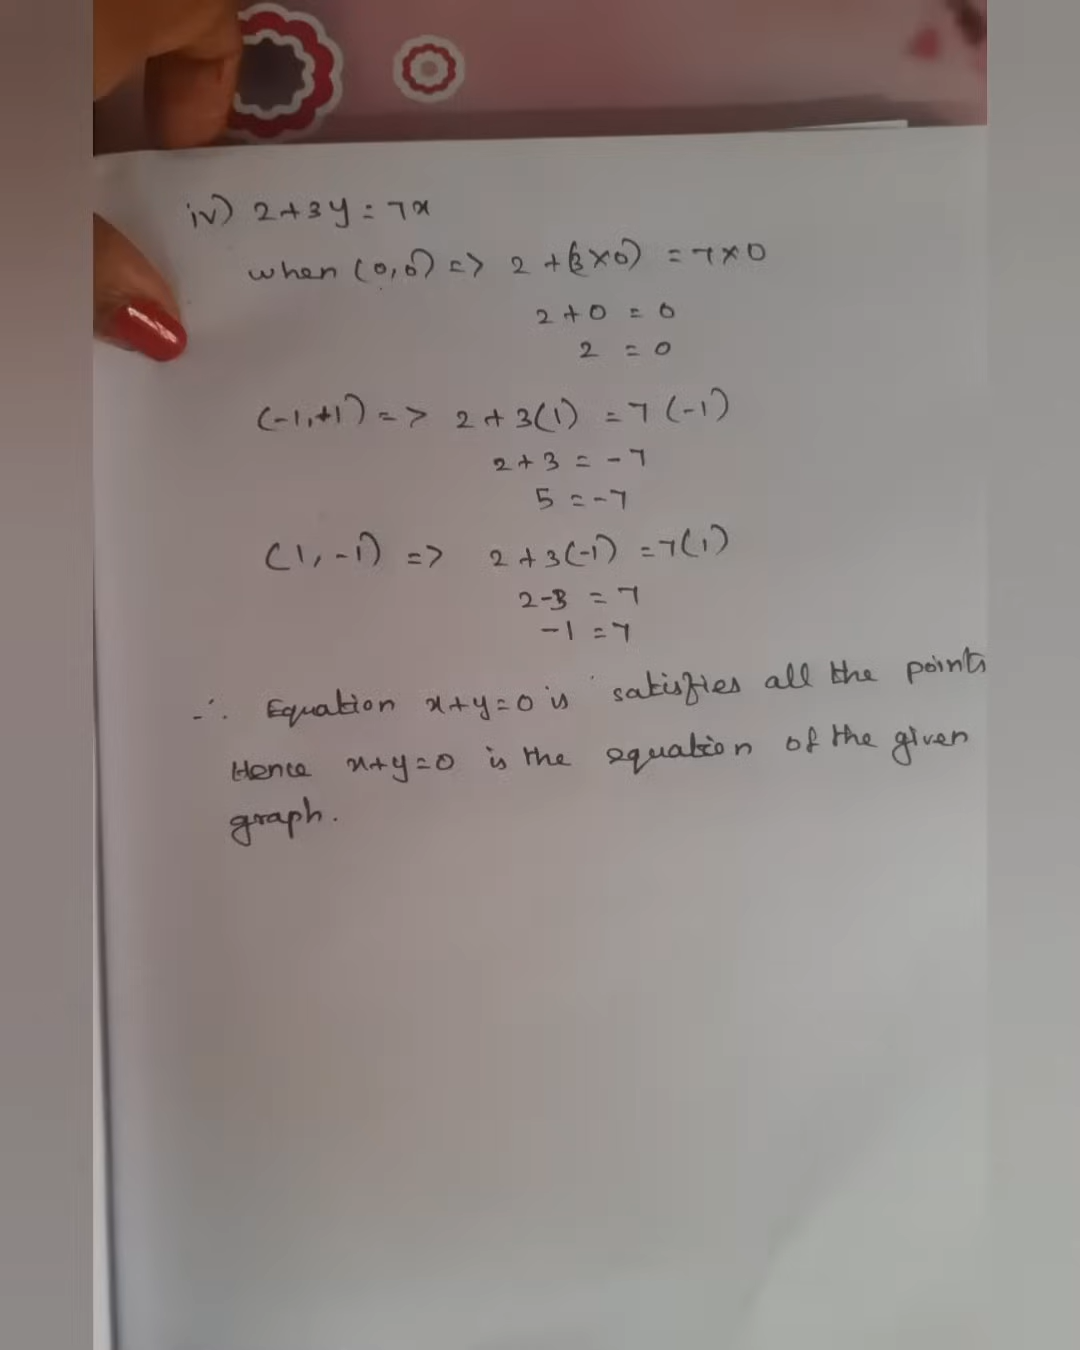 iv) 2+3y=7x
when (0,0) => 2+(3×0) =7×0
2+0 = 0
2 = 0
(-1,+1) => 2+3(1) =7(-1)
2+3 = -7
5 =-7
(1,-1) => 2+3(-1) =7(1)
2-3 =7
-1=7
∴ Equation x+y=0 is satisfies all the points
Hence x+y=0 is the equation of the given
graph.